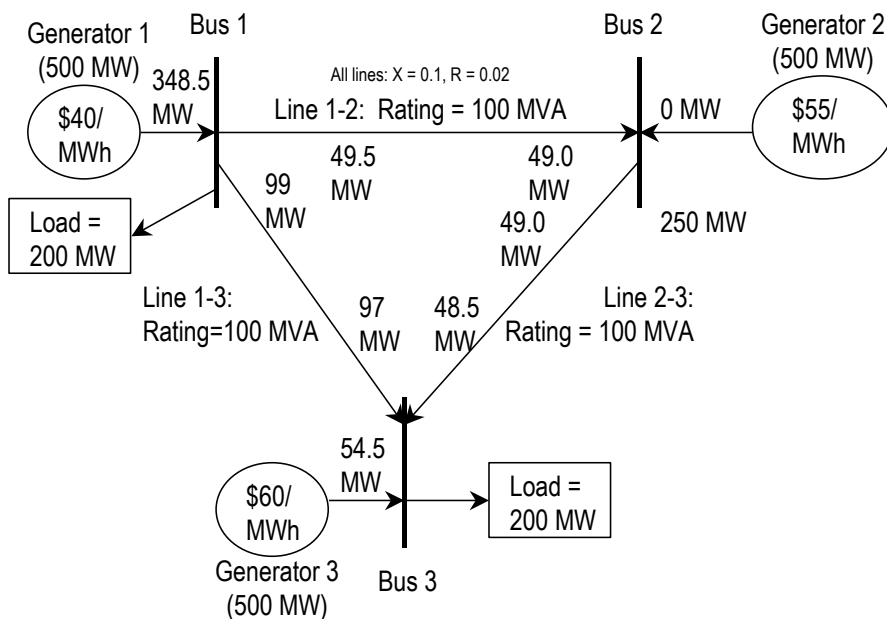 Generator 1
(500 MW)
Bus 1
Bus 2
Generator 2
(500 MW)
$40/
MWh
348.5
MW
All lines: X = 0.1, R = 0.02
Line 1-2:  Rating = 100 MVA
0 MW
$55/
MWh
49.5
MW
49.0
MW
99
MW
49.0
MW
250 MW
Load =
200 MW
Line 1-3:
Rating=100 MVA
97
MW
48.5
MW
Line 2-3:
Rating = 100 MVA
54.5
MW
$60/
MWh
Load =
200 MW
Generator 3
(500 MW)
Bus 3